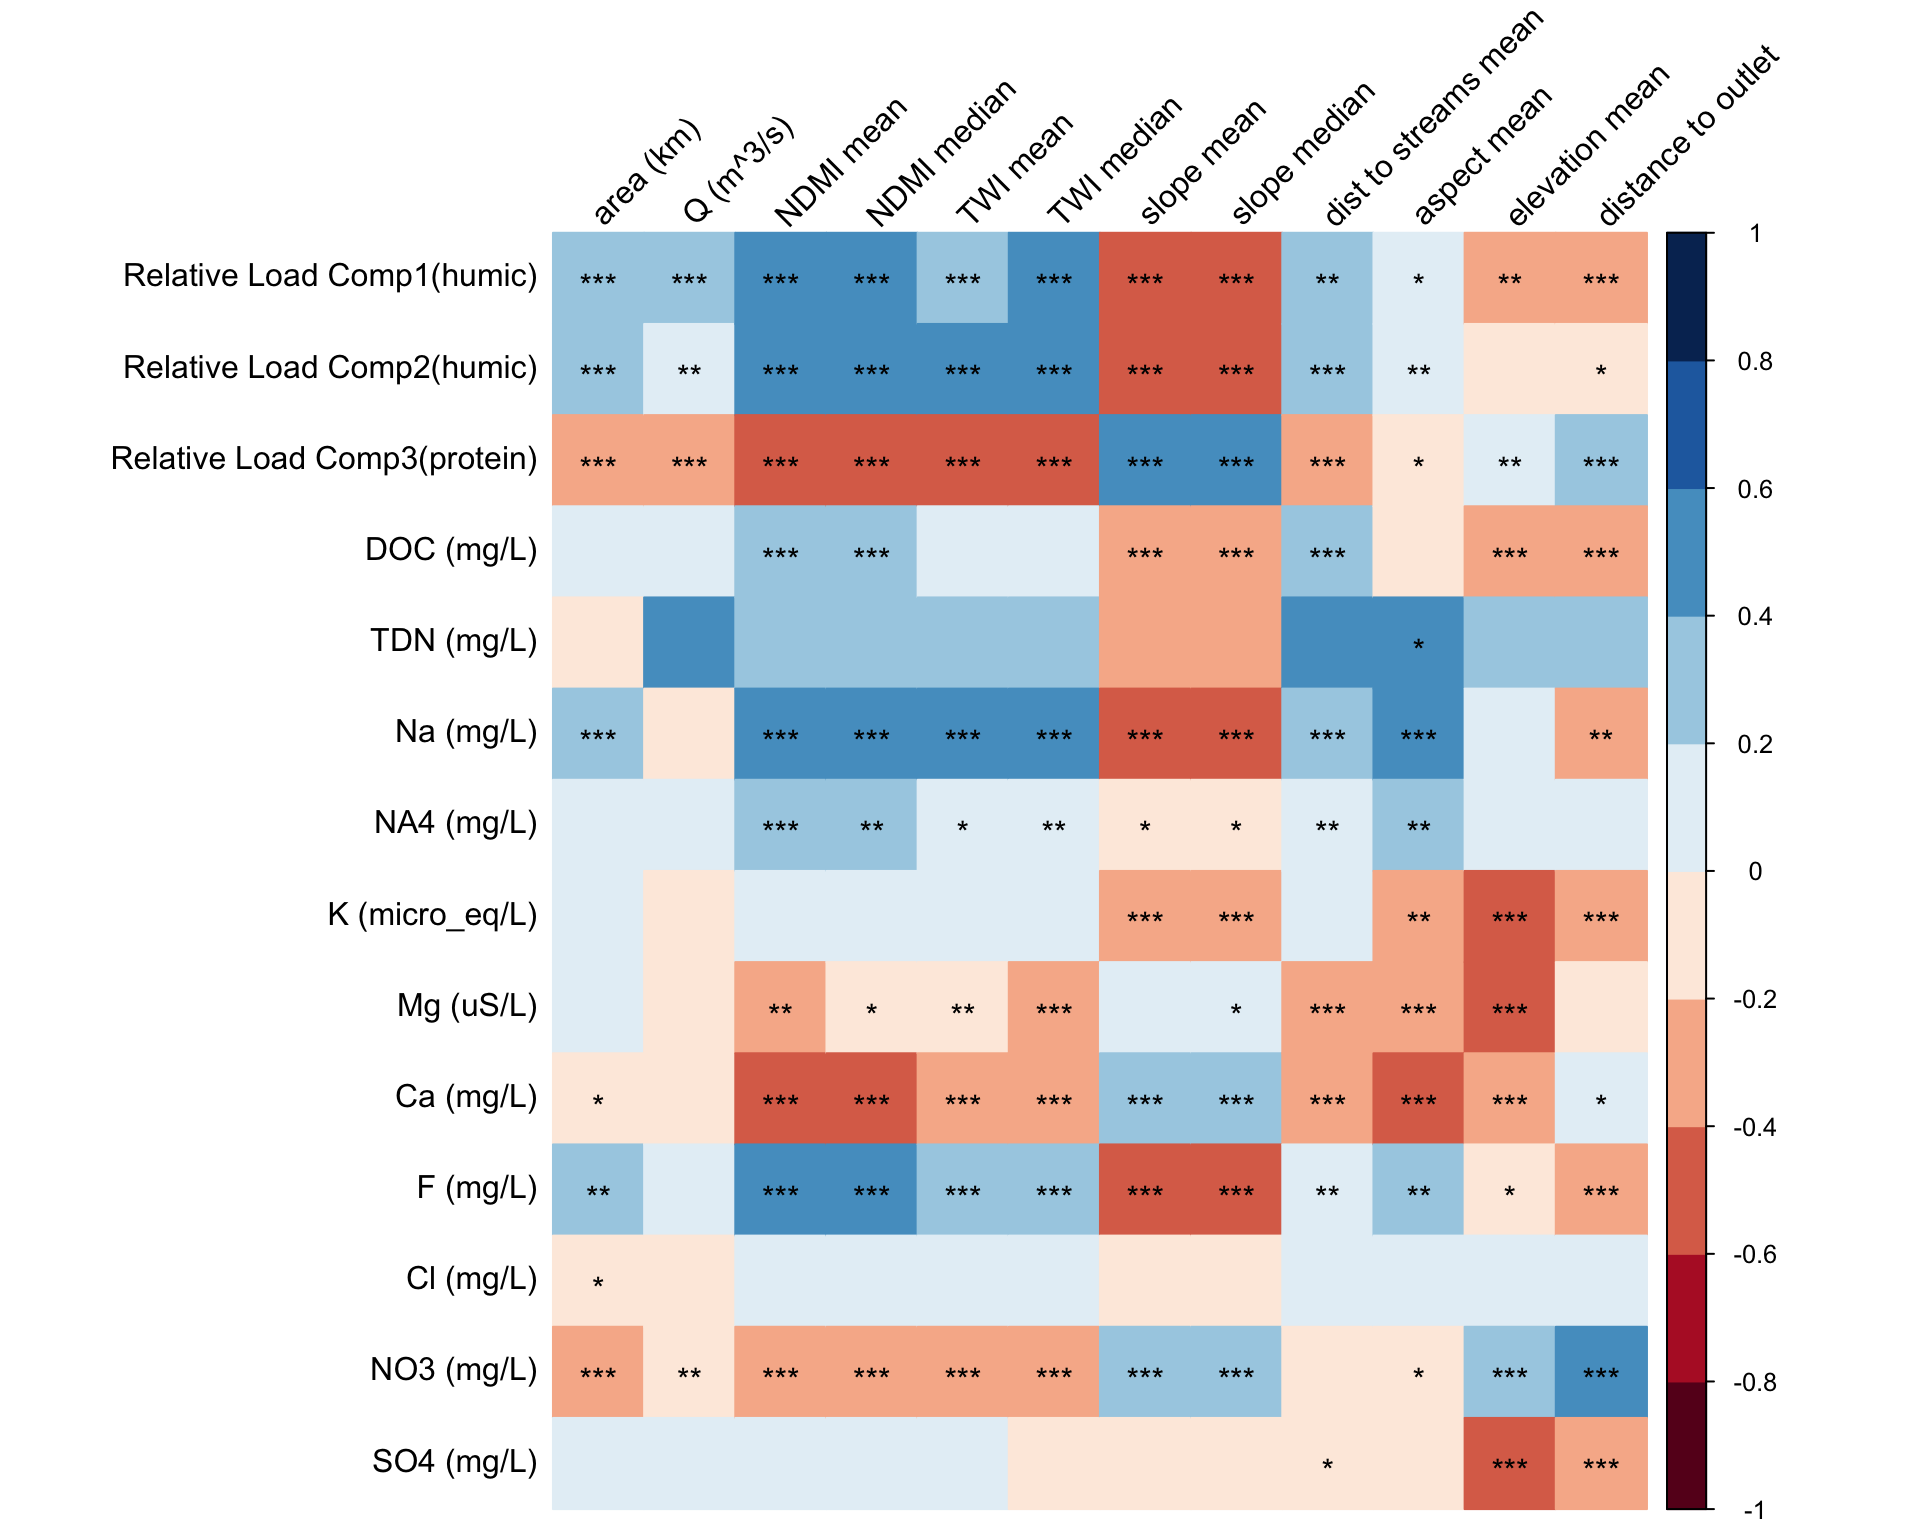 area (km)
Q (m^3/s)
NDMI mean
NDMI median
TWI mean
TWI median
slope mean
slope median
dist to streams mean
aspect mean
elevation mean
distance to outlet
Relative Load Comp1(humic) *** *** *** *** *** *** *** *** ** * ** ***
Relative Load Comp2(humic) *** ** *** *** *** *** *** *** *** ** *
Relative Load Comp3(protein) *** *** *** *** *** *** *** *** *** * ** ***
DOC (mg/L) *** *** *** *** *** *** ***
TDN (mg/L) *
Na (mg/L) *** *** *** *** *** *** *** *** *** **
NA4 (mg/L) *** ** * ** * * ** **
K (micro_eq/L) *** *** ** *** ***
Mg (uS/L) ** * ** *** * *** *** ***
Ca (mg/L) * *** *** *** *** *** *** *** *** *** *
F (mg/L) ** *** *** *** *** *** *** ** ** * ***
Cl (mg/L) *
NO3 (mg/L) *** ** *** *** *** *** *** *** * *** ***
SO4 (mg/L) * *** ***
1
0.8
0.6
0.4
0.2
0
-0.2
-0.4
-0.6
-0.8
-1